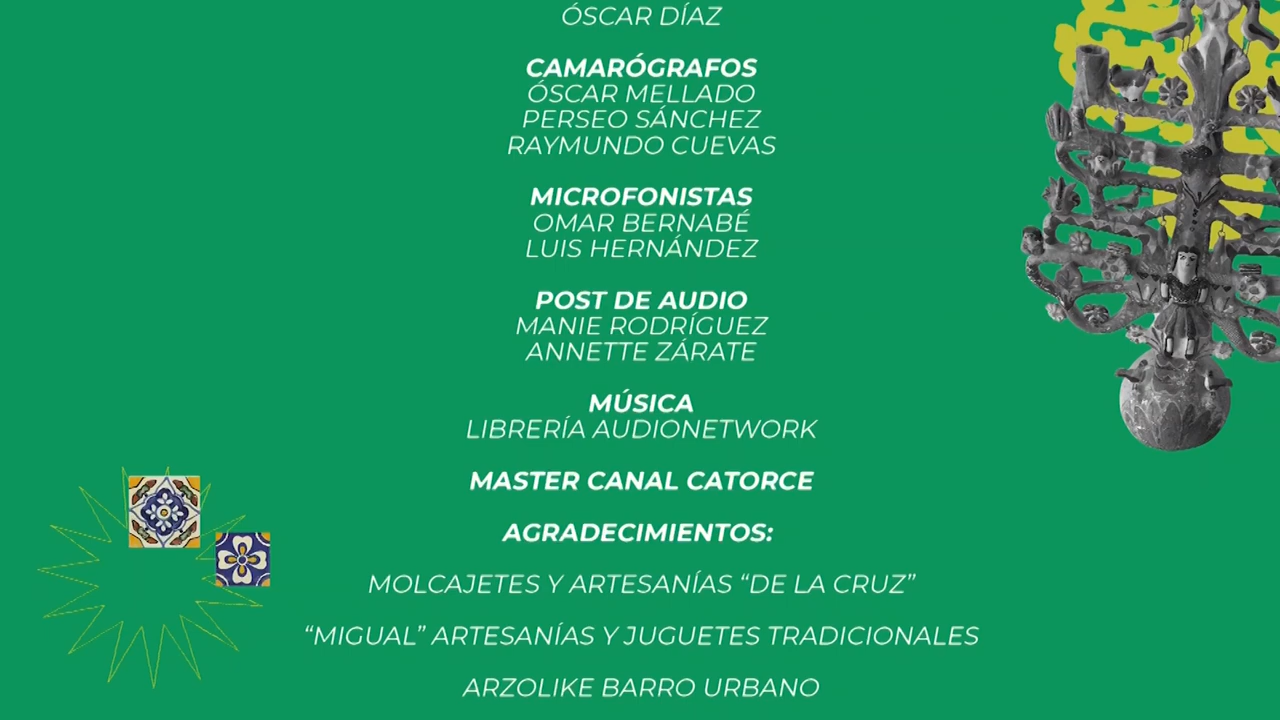 ÓSCAR DÍAZ
CAMARÓGRAFOS
ÓSCAR MELLADO
PERSEO SÁNCHEZ
RAYMUNDO CUEVAS
MICROFONISTAS
OMAR BERNABÉ
LUIS HERNÁNDEZ
POST DE AUDIO
MANIE RODRÍGUEZ
ANNETTE ZÁRATE
MÚSICA
LIBRERÍA AUDIONETWORK
MASTER CANAL CATORCE
AGRADECIMIENTOS:
MOLCAJETES Y ARTESANÍAS “DE LA CRUZ”
“MIGUAL” ARTESANÍAS Y JUGUETES TRADICIONALES
ARZOLIKE BARRO URBANO